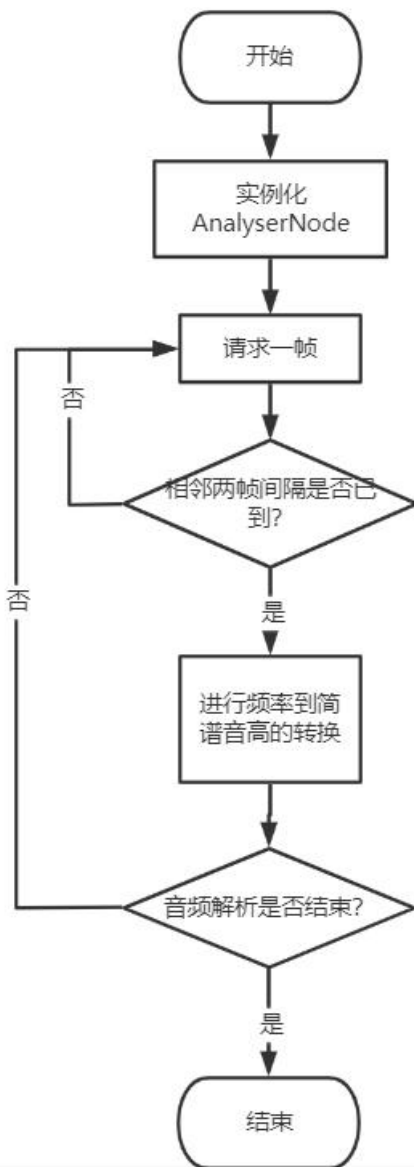 开始
实例化
AnalyserNode
请求一帧
否
相邻两帧间隔是否已
到?
否
是
进行频率到简
谱音高的转换
音频解析是否结束?
是
结束